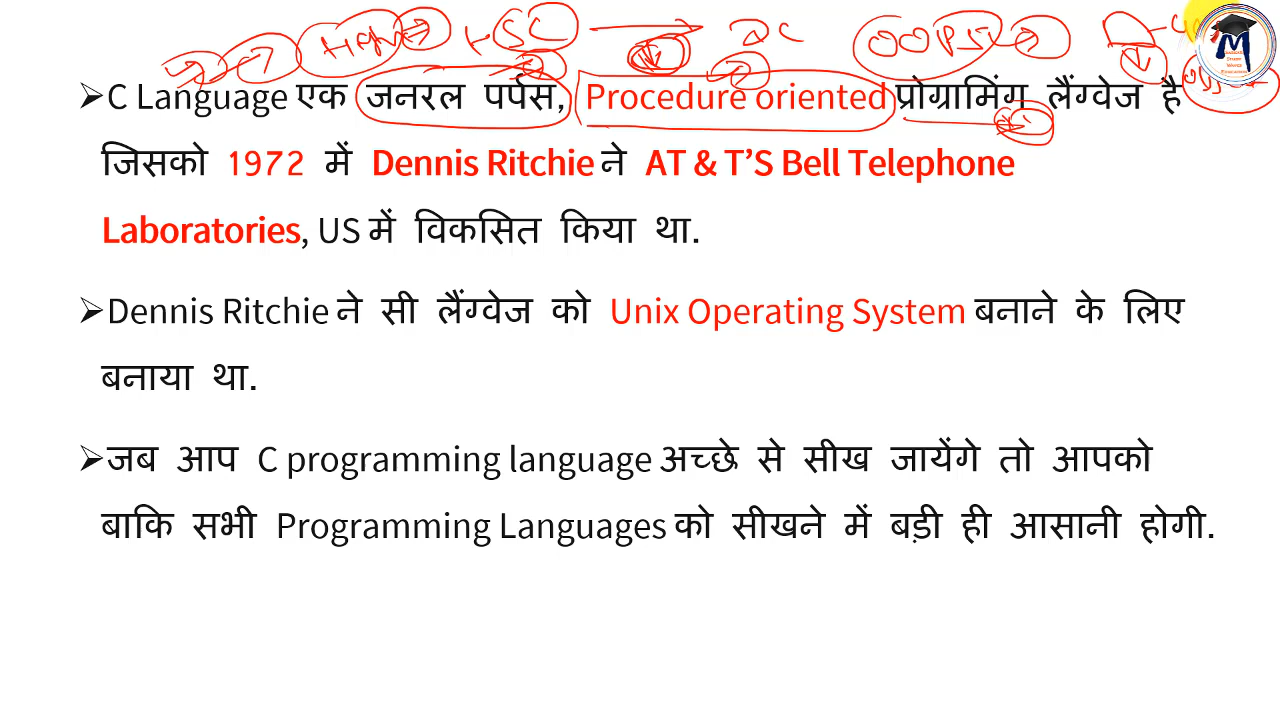 ➢C Language एक जनरल पर्पस, Procedure oriented प्रोग्रामिंग लैंग्वेज है
जिसको 1972 में Dennis Ritchie ने AT & T’S Bell Telephone
Laboratories, US में विकसित किया था.
➢Dennis Ritchie ने सी लैंग्वेज को Unix Operating System बनाने के लिए
बनाया था.
➢जब आप C programming language अच्छे से सीख जायेंगे तो आपको
बाकि सभी Programming Languages को सीखने में बड़ी ही आसानी होगी.